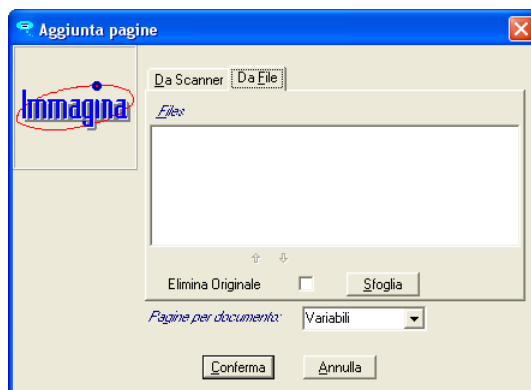 Aggiunta pagine
Immagina
Da Scanner Da File
Files
Elimina Originale Sfoglia
Pagine per documento: Variabili
Conferma Annulla